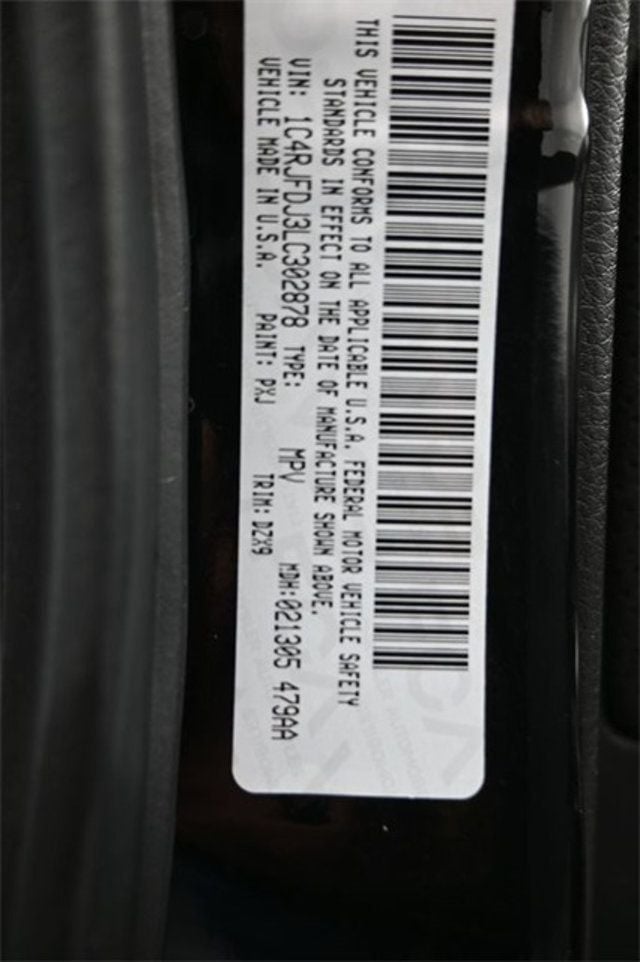 THIS VEHICLE CONFORMS TO ALL APPLICABLE U.S.A. FEDERAL MOTOR VEHICLE SAFETY
STANDARDS IN EFFECT ON THE DATE OF MANUFACTURE SHOWN ABOVE.
VIN: 1C4RJFDJ3LC302878 TYPE: MPV MDH:021305 479AA
VEHICLE MADE IN U.S.A. PAINT: PXJ TRIM: DZX9